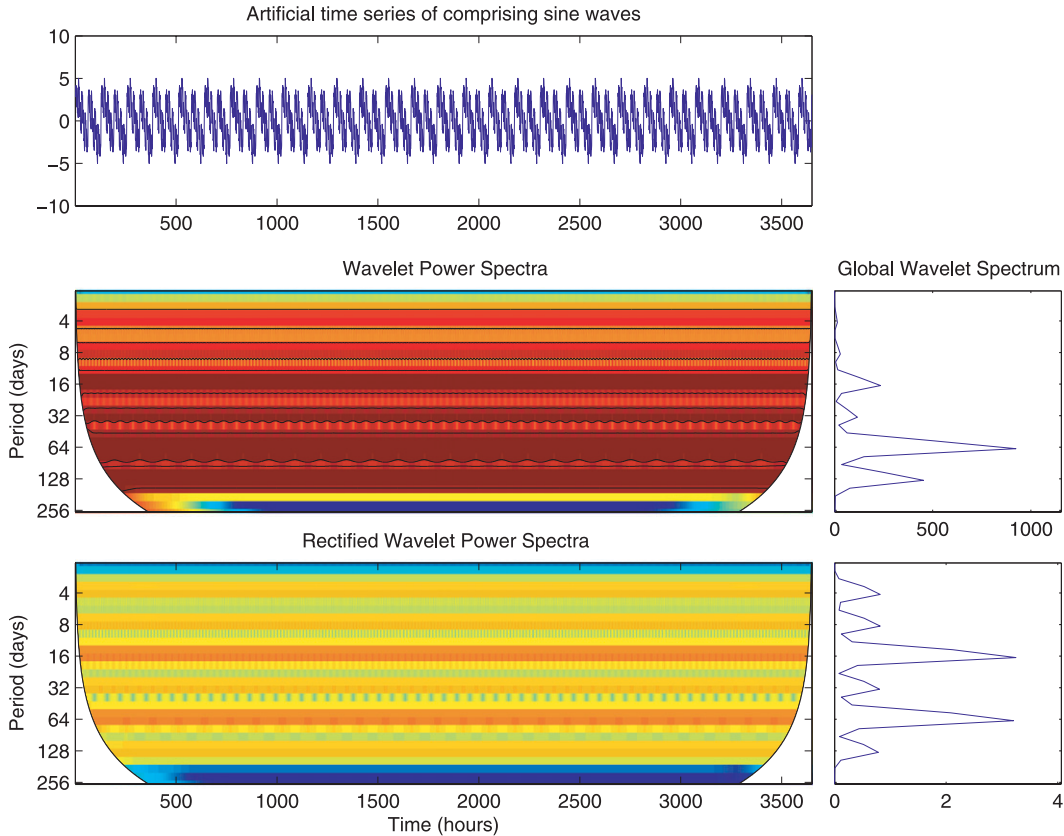 Artificial time series of comprising sine waves
10
5
0
−5
−10
500 1000 1500 2000 2500 3000 3500
Wavelet Power Spectra
Global Wavelet Spectrum
Period (days)
4
8
16
32
64
128
256
0 500 1000
Rectified Wavelet Power Spectra
Period (days)
4
8
16
32
64
128
256
500 1000 1500 2000 2500 3000 3500
0 2 4
Time (hours)